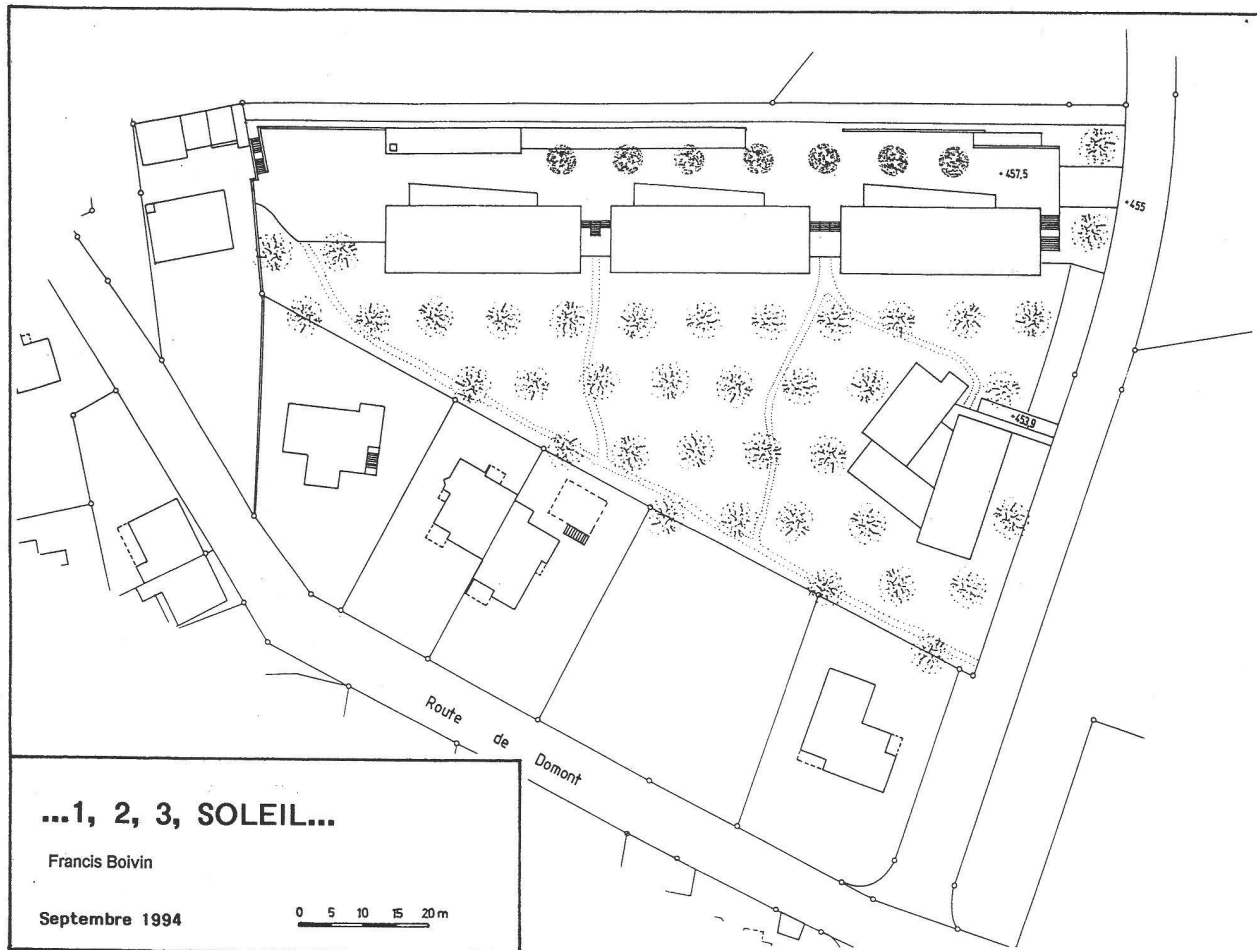 + 457,5
+455
+453,9
Route
de
Domont
...1, 2, 3, SOLEIL...
Francis Boivin
Septembre 1994
0 5 10 15 20 m